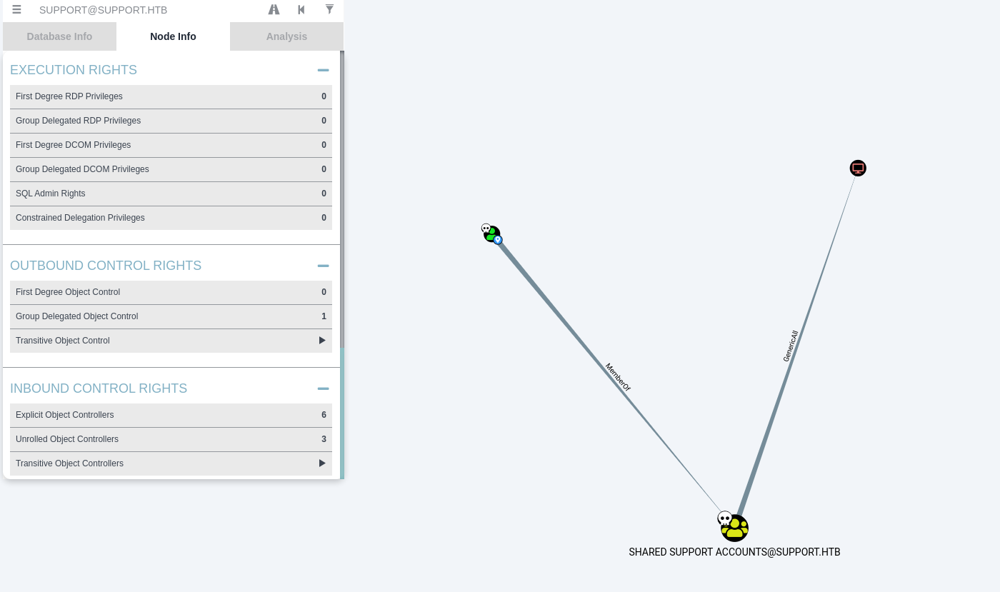 SUPPORT@SUPPORT.HTB
Database Info
Node Info
Analysis
EXECUTION RIGHTS
First Degree RDP Privileges 0
Group Delegated RDP Privileges 0
First Degree DCOM Privileges 0
Group Delegated DCOM Privileges 0
SQL Admin Rights 0
Constrained Delegation Privileges 0
OUTBOUND CONTROL RIGHTS
First Degree Object Control 0
Group Delegated Object Control 1
Transitive Object Control
INBOUND CONTROL RIGHTS
Explicit Object Controllers 6
Unrolled Object Controllers 3
Transitive Object Controllers
MemberOf
GenericAll
SHARED SUPPORT ACCOUNTS@SUPPORT.HTB